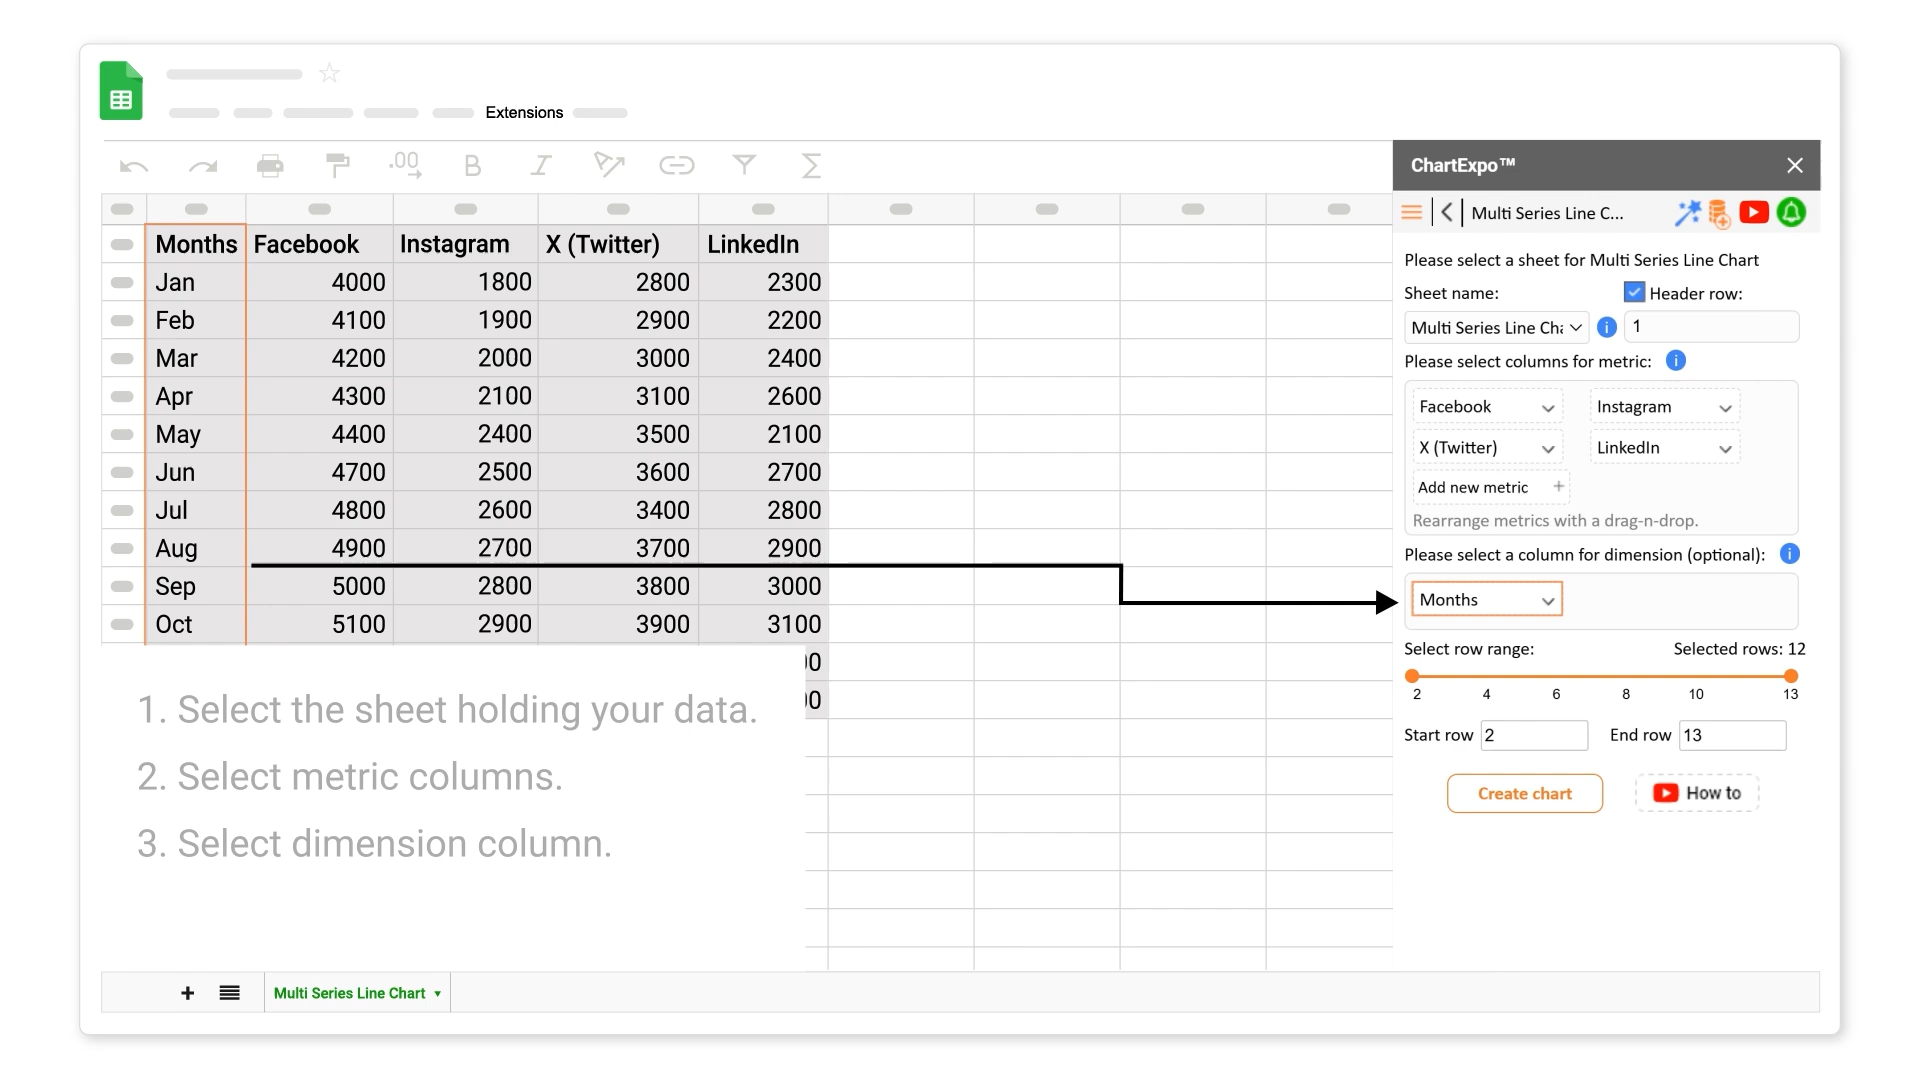 Extensions
.00
B
I
Months Facebook Instagram X (Twitter) LinkedIn
Jan 4000 1800 2800 2300
Feb 4100 1900 2900 2200
Mar 4200 2000 3000 2400
Apr 4300 2100 3100 2600
May 4400 2400 3500 2100
Jun 4700 2500 3600 2700
Jul 4800 2600 3400 2800
Aug 4900 2700 3700 2900
Sep 5000 2800 3800 3000
Oct 5100 2900 3900 3100
1. Select the sheet holding your data.
2. Select metric columns.
3. Select dimension column.
Multi Series Line Chart
ChartExpo™
Multi Series Line C...
Please select a sheet for Multi Series Line Chart
Sheet name: Header row:
Multi Series Line Cha 1
Please select columns for metric:
Facebook Instagram
X (Twitter) LinkedIn
Add new metric +
Rearrange metrics with a drag-n-drop.
Please select a column for dimension (optional):
Months
Select row range: Selected rows: 12
2 4 6 8 10 13
Start row 2 End row 13
Create chart How to